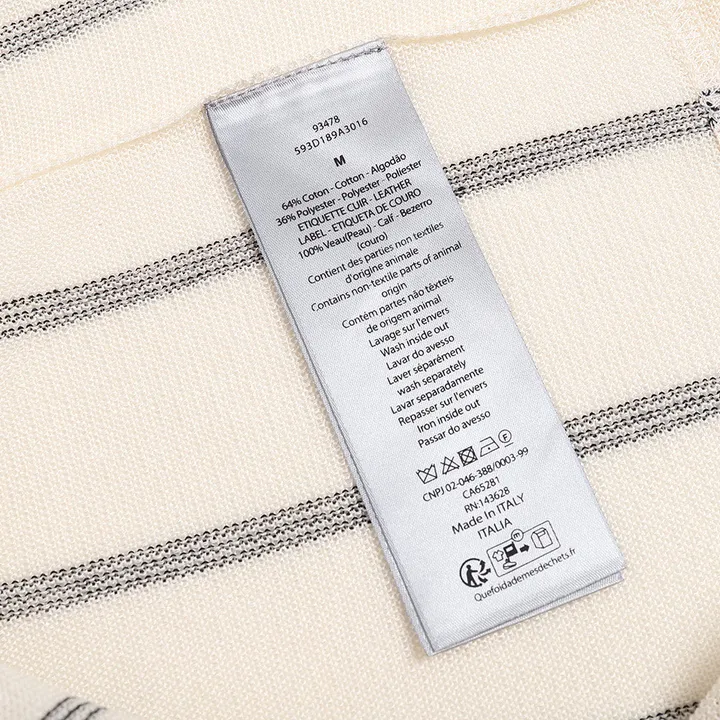 93478
593D189A3016
M
64% Coton - Cotton - Algodão
36% Polyester - Polyester - Poliester
ETIQUETTE CUIR - LEATHER
LABEL - ETIQUETA DE COURO
100% Veau(Peau) - Calf - Bezerro
(couro)
Contient des parties non textiles
d'origine animale
Contains non-textile parts of animal
origin
Contém partes não têxteis
de origem animal
Lavage sur l'envers
Wash inside out
Lavar do avesso
Laver séparément
wash separately
Lavar separadamente
Repasser sur l'envers
Iron inside out
Passar do avesso
F
CNPJ 02-046-388/0003-99
CA65281
RN:143628
Made In ITALY
ITALIA
m
Quefoidademesdechets.fr